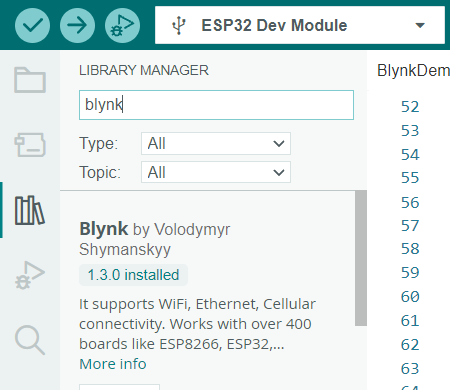 ESP32 Dev Module
LIBRARY MANAGER
blynk
Type: All
Topic: All
Blynk by Volodymyr
Shymanskyy
1.3.0 installed
It supports WiFi, Ethernet, Cellular
connectivity. Works with over 400
boards like ESP8266, ESP32,...
More info
BlynkDem
52
53
54
55
56
57
58
59
60
61
62
63